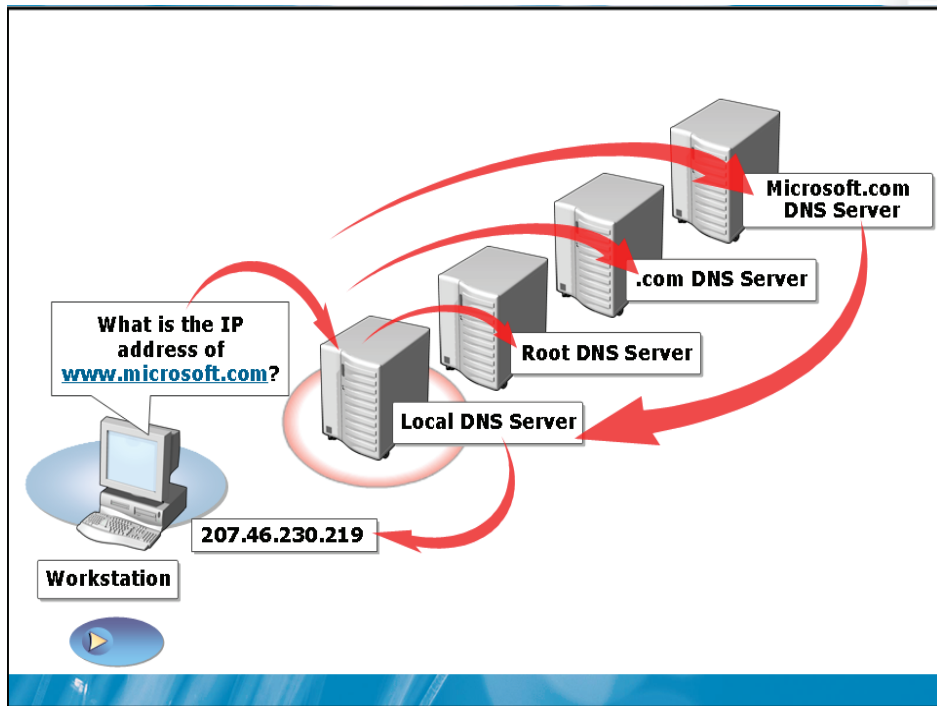 Microsoft.com
DNS Server
.com DNS Server
Root DNS Server
Local DNS Server
What is the IP
address of
www.microsoft.com?
207.46.230.219
Workstation